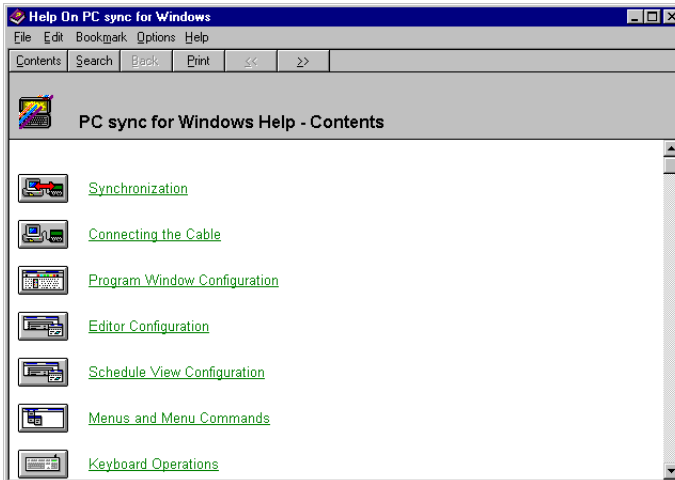 Help On PC sync for Windows
File Edit Bookmark Options Help
Contents Search Back Print << >>
PC sync for Windows Help - Contents
Synchronization
Connecting the Cable
Program Window Configuration
Editor Configuration
Schedule View Configuration
Menus and Menu Commands
Keyboard Operations